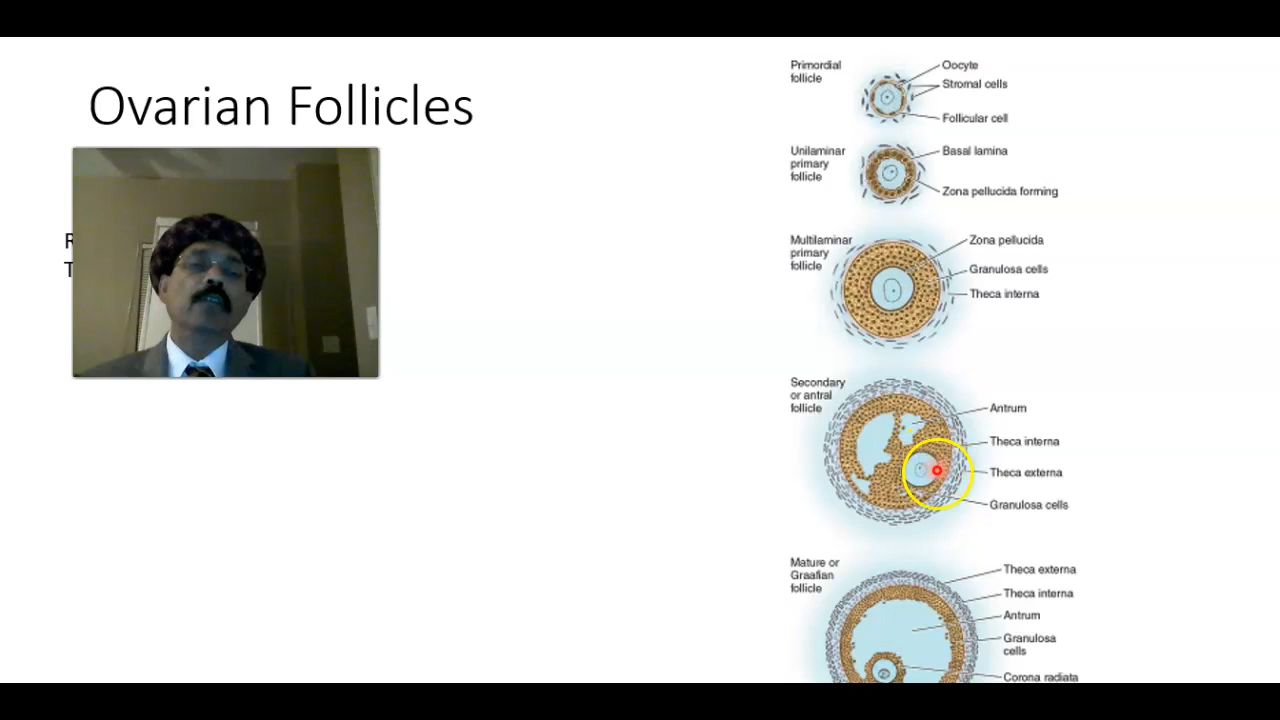 Ovarian Follicles
R
T
Primordial
follicle
Oocyte
Stromal cells
Follicular cell
Unilaminar
primary
follicle
Basal lamina
Zona pellucida forming
Multilaminar
primary
follicle
Zona pellucida
Granulosa cells
Theca interna
Secondary
or antral
follicle
Antrum
Theca interna
Theca externa
Granulosa cells
Mature or
Graafian
follicle
Theca externa
Theca interna
Antrum
Granulosa
cells
Corona radiata